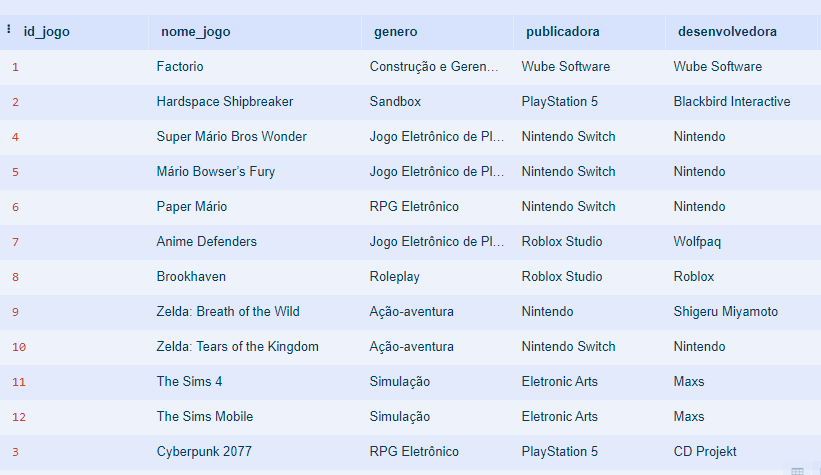 id_jogo nome_jogo genero publicadora desenvolvedora
1 Factorio Construção e Geren... Wube Software Wube Software
2 Hardspace Shipbreaker Sandbox PlayStation 5 Blackbird Interactive
4 Super Mário Bros Wonder Jogo Eletrônico de Pl... Nintendo Switch Nintendo
5 Mário Bowser’s Fury Jogo Eletrônico de Pl... Nintendo Switch Nintendo
6 Paper Mário RPG Eletrônico Nintendo Switch Nintendo
7 Anime Defenders Jogo Eletrônico de Pl... Roblox Studio Wolfpaq
8 Brookhaven Roleplay Roblox Studio Roblox
9 Zelda: Breath of the Wild Ação-aventura Nintendo Shigeru Miyamoto
10 Zelda: Tears of the Kingdom Ação-aventura Nintendo Switch Nintendo
11 The Sims 4 Simulação Eletronic Arts Maxs
12 The Sims Mobile Simulação Eletronic Arts Maxs
3 Cyberpunk 2077 RPG Eletrônico PlayStation 5 CD Projekt